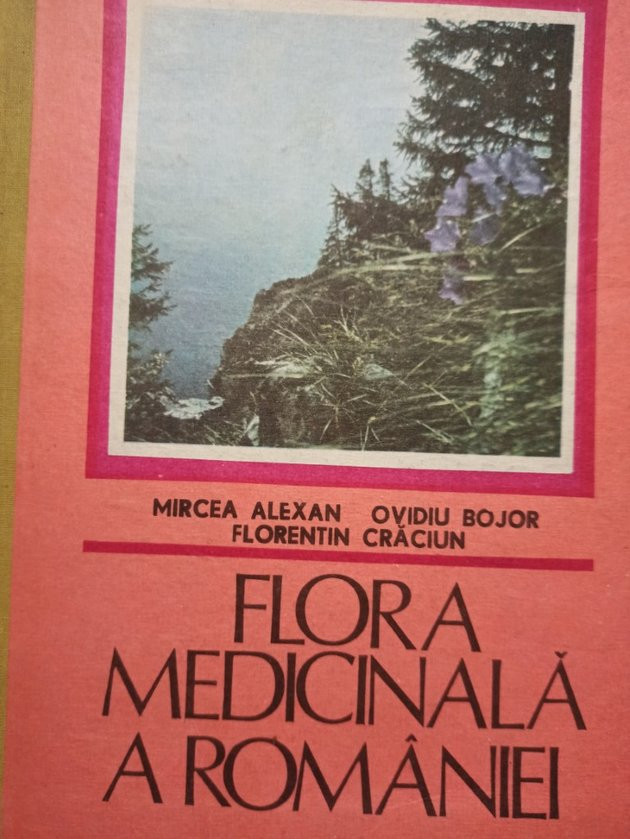 MIRCEA ALEXAN OVIDIU BOJOR
FLORENTIN CRĂCIUN
FLORA
MEDICINALĂ
A ROMÂNIEI